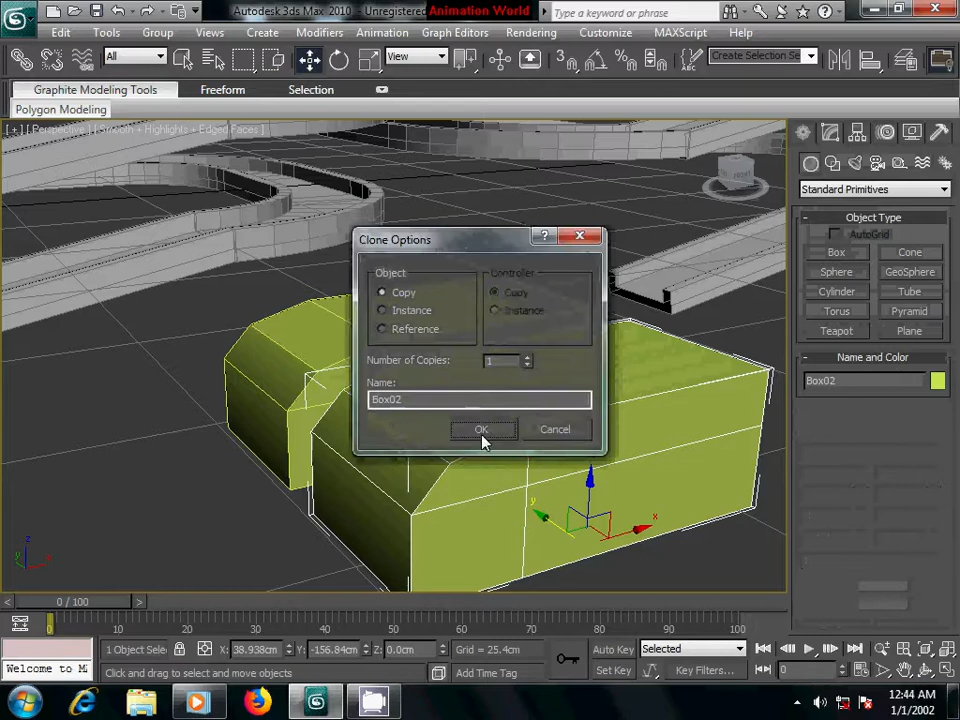 Autodesk 3ds Max 2010 - Unregistered
Animation World
Type a keyword or phrase
Edit Tools Group Views Create Modifiers Animation Graph Editors Rendering Customize MAXScript Help
All
View
Create Selection Se
Graphite Modeling Tools Freeform Selection
Polygon Modeling
[ + ] [ Perspective ] [ Smooth + Highlights + Edged Faces ]
FRONT
Standard Primitives
- Object Type
AutoGrid
Box Cone
Sphere GeoSphere
Cylinder Tube
Torus Pyramid
Teapot Plane
- Name and Color
Box02
Clone Options
Object
Copy
Instance
Reference
Controller
Copy
Instance
Number of Copies: 1
Name:
Box02
OK Cancel
x
y
z
x
y
0 / 100
0 10 20 30 40 50 60 70 80 90 100
1 Object Sele X: 38.938cm Y: -156.84cm Z: 0.0cm Grid = 25.4cm Auto Key Selected
Welcome to M Click and drag to select and move objects Add Time Tag Set Key Key Filters... 0
12:44 AM
1/1/2002